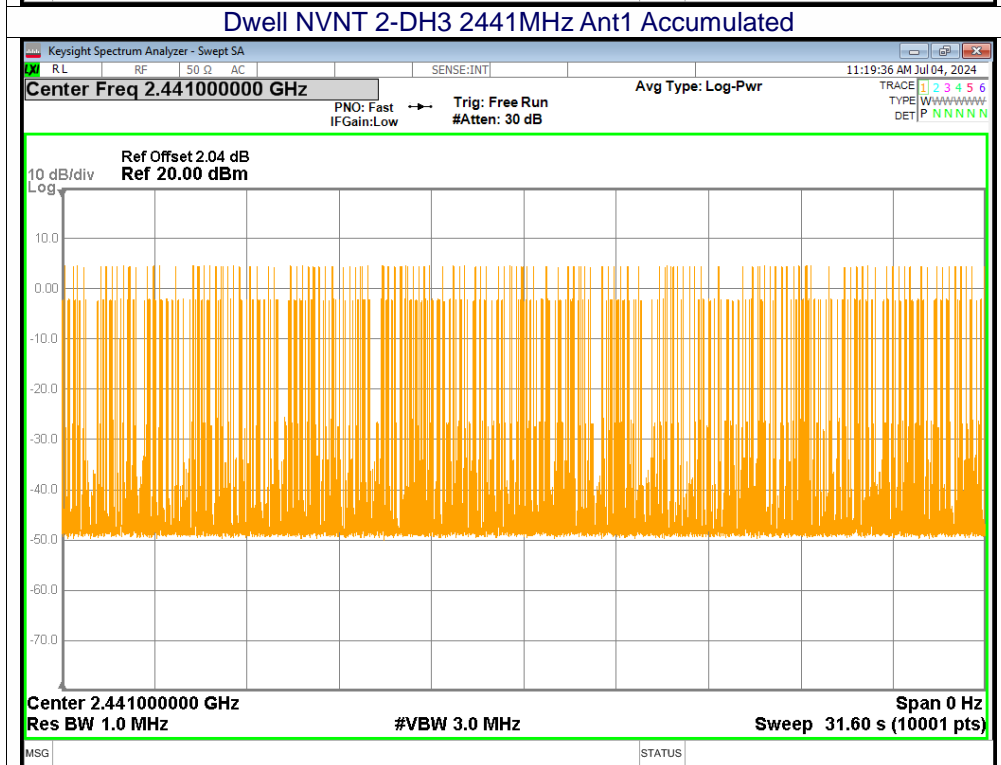 Dwell NVNT 2-DH3 2441MHz Ant1 Accumulated
Keysight Spectrum Analyzer - Swept SA
LXI RL RF 50 Ω AC SENSE:INT 11:19:36 AM Jul 04, 2024
Center Freq 2.441000000 GHz Avg Type: Log-Pwr TRACE 1 2 3 4 5 6
PNO: Fast Trig: Free Run TYPE WWWWWW
IFGain:Low #Atten: 30 dB DET P N N N N N
Ref Offset 2.04 dB
10 dB/div Ref 20.00 dBm
Log
10.0
0.00
-10.0
-20.0
-30.0
-40.0
-50.0
-60.0
-70.0
Center 2.441000000 GHz Span 0 Hz
Res BW 1.0 MHz #VBW 3.0 MHz Sweep 31.60 s (10001 pts)
MSG STATUS